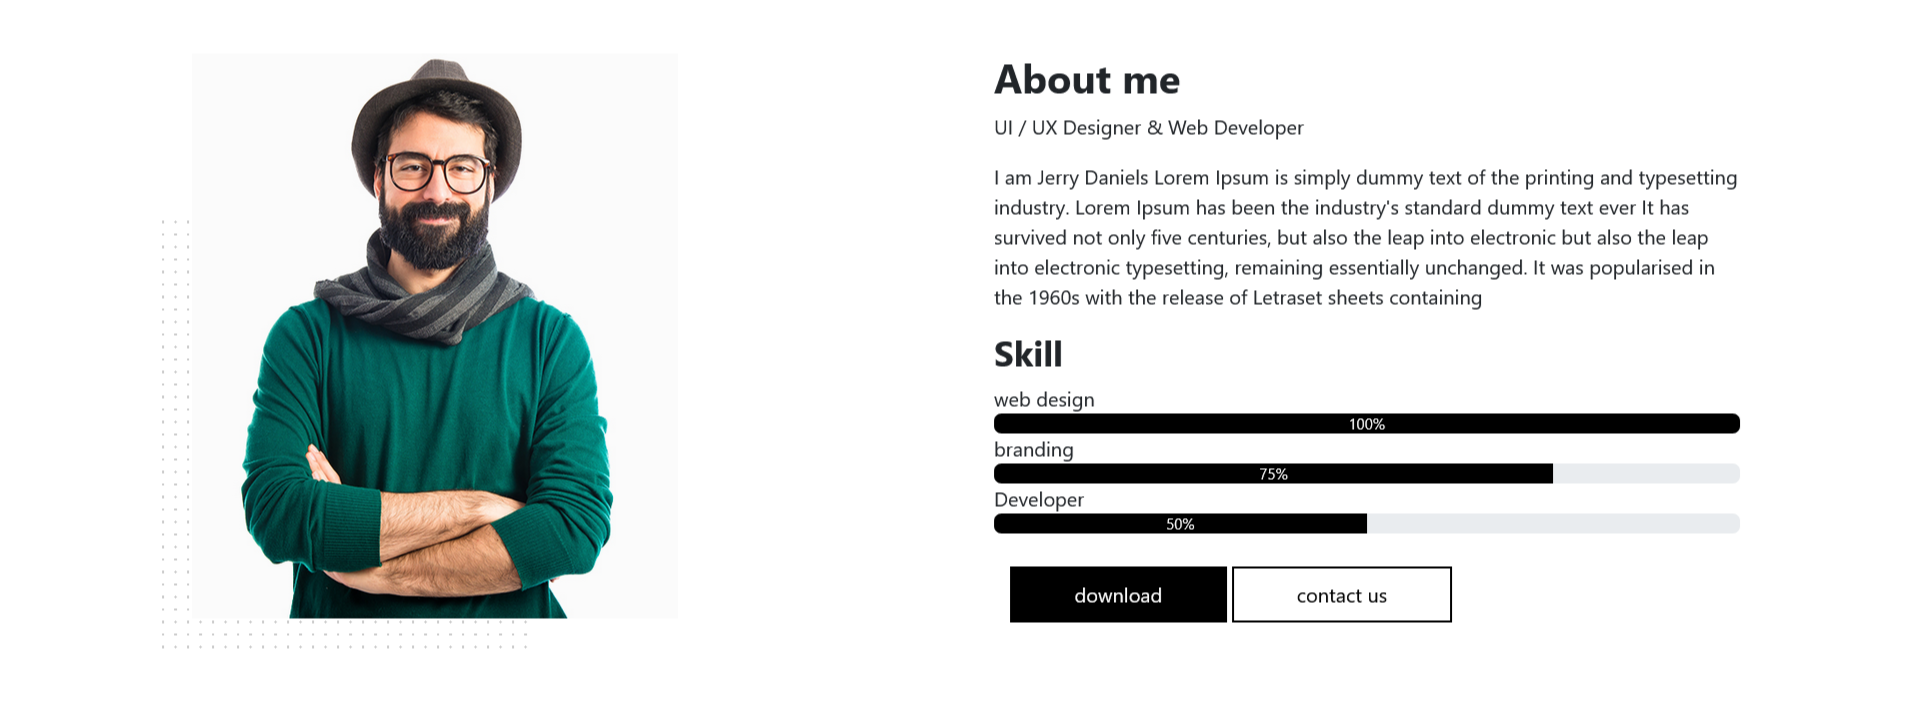 About me
UI / UX Designer & Web Developer
I am Jerry Daniels Lorem Ipsum is simply dummy text of the printing and typesetting
industry. Lorem Ipsum has been the industry's standard dummy text ever It has
survived not only five centuries, but also the leap into electronic but also the leap
into electronic typesetting, remaining essentially unchanged. It was popularised in
the 1960s with the release of Letraset sheets containing
Skill
web design
100%
branding
75%
Developer
50%
download
contact us